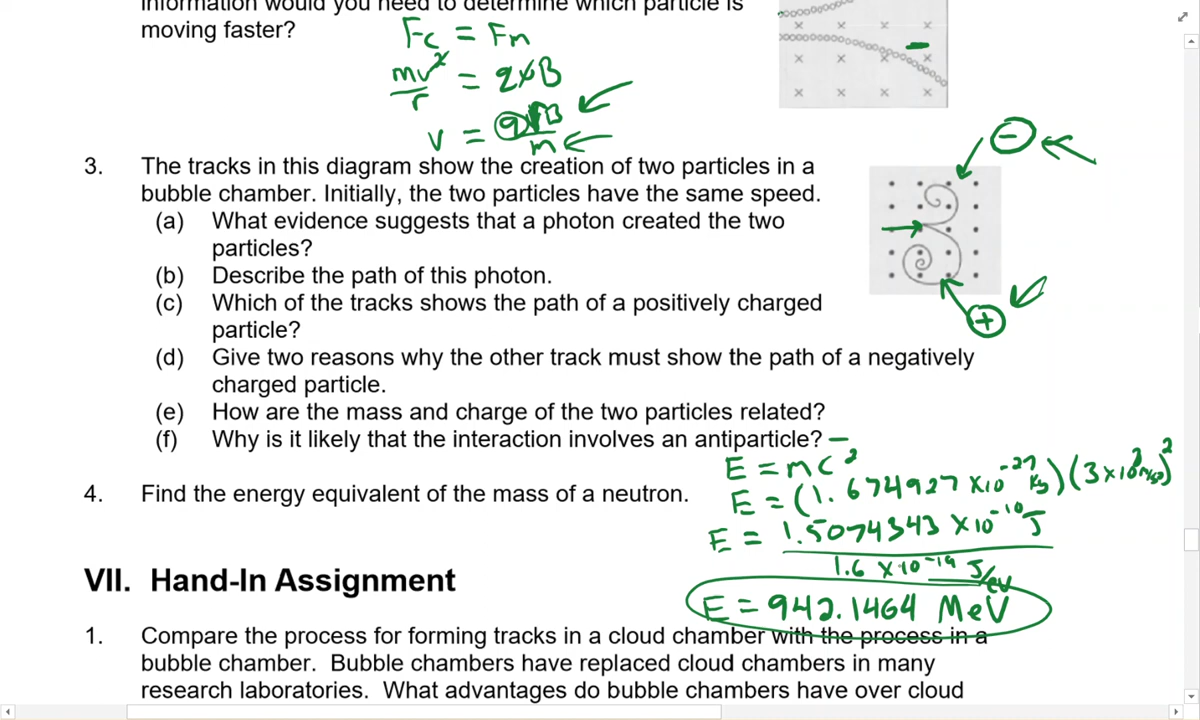 information would you need to determine which particle is
moving faster?
Fc = Fm
mv²/r = qvB
v = qrB/m
3. The tracks in this diagram show the creation of two particles in a
bubble chamber. Initially, the two particles have the same speed.
(a) What evidence suggests that a photon created the two
particles?
(b) Describe the path of this photon.
(c) Which of the tracks shows the path of a positively charged
particle?
(d) Give two reasons why the other track must show the path of a negatively
charged particle.
(e) How are the mass and charge of the two particles related?
(f) Why is it likely that the interaction involves an antiparticle?
−
+
E = mc²
4. Find the energy equivalent of the mass of a neutron.
E = (1.674927 x10⁻²⁷ kg)(3 x10⁸ m/s)²
E = 1.5074343 x10⁻¹⁰ J
1.6 x10⁻¹⁹ J/eV
E = 942.1464 MeV
VII. Hand-In Assignment
1. Compare the process for forming tracks in a cloud chamber with the process in a
bubble chamber. Bubble chambers have replaced cloud chambers in many
research laboratories. What advantages do bubble chambers have over cloud